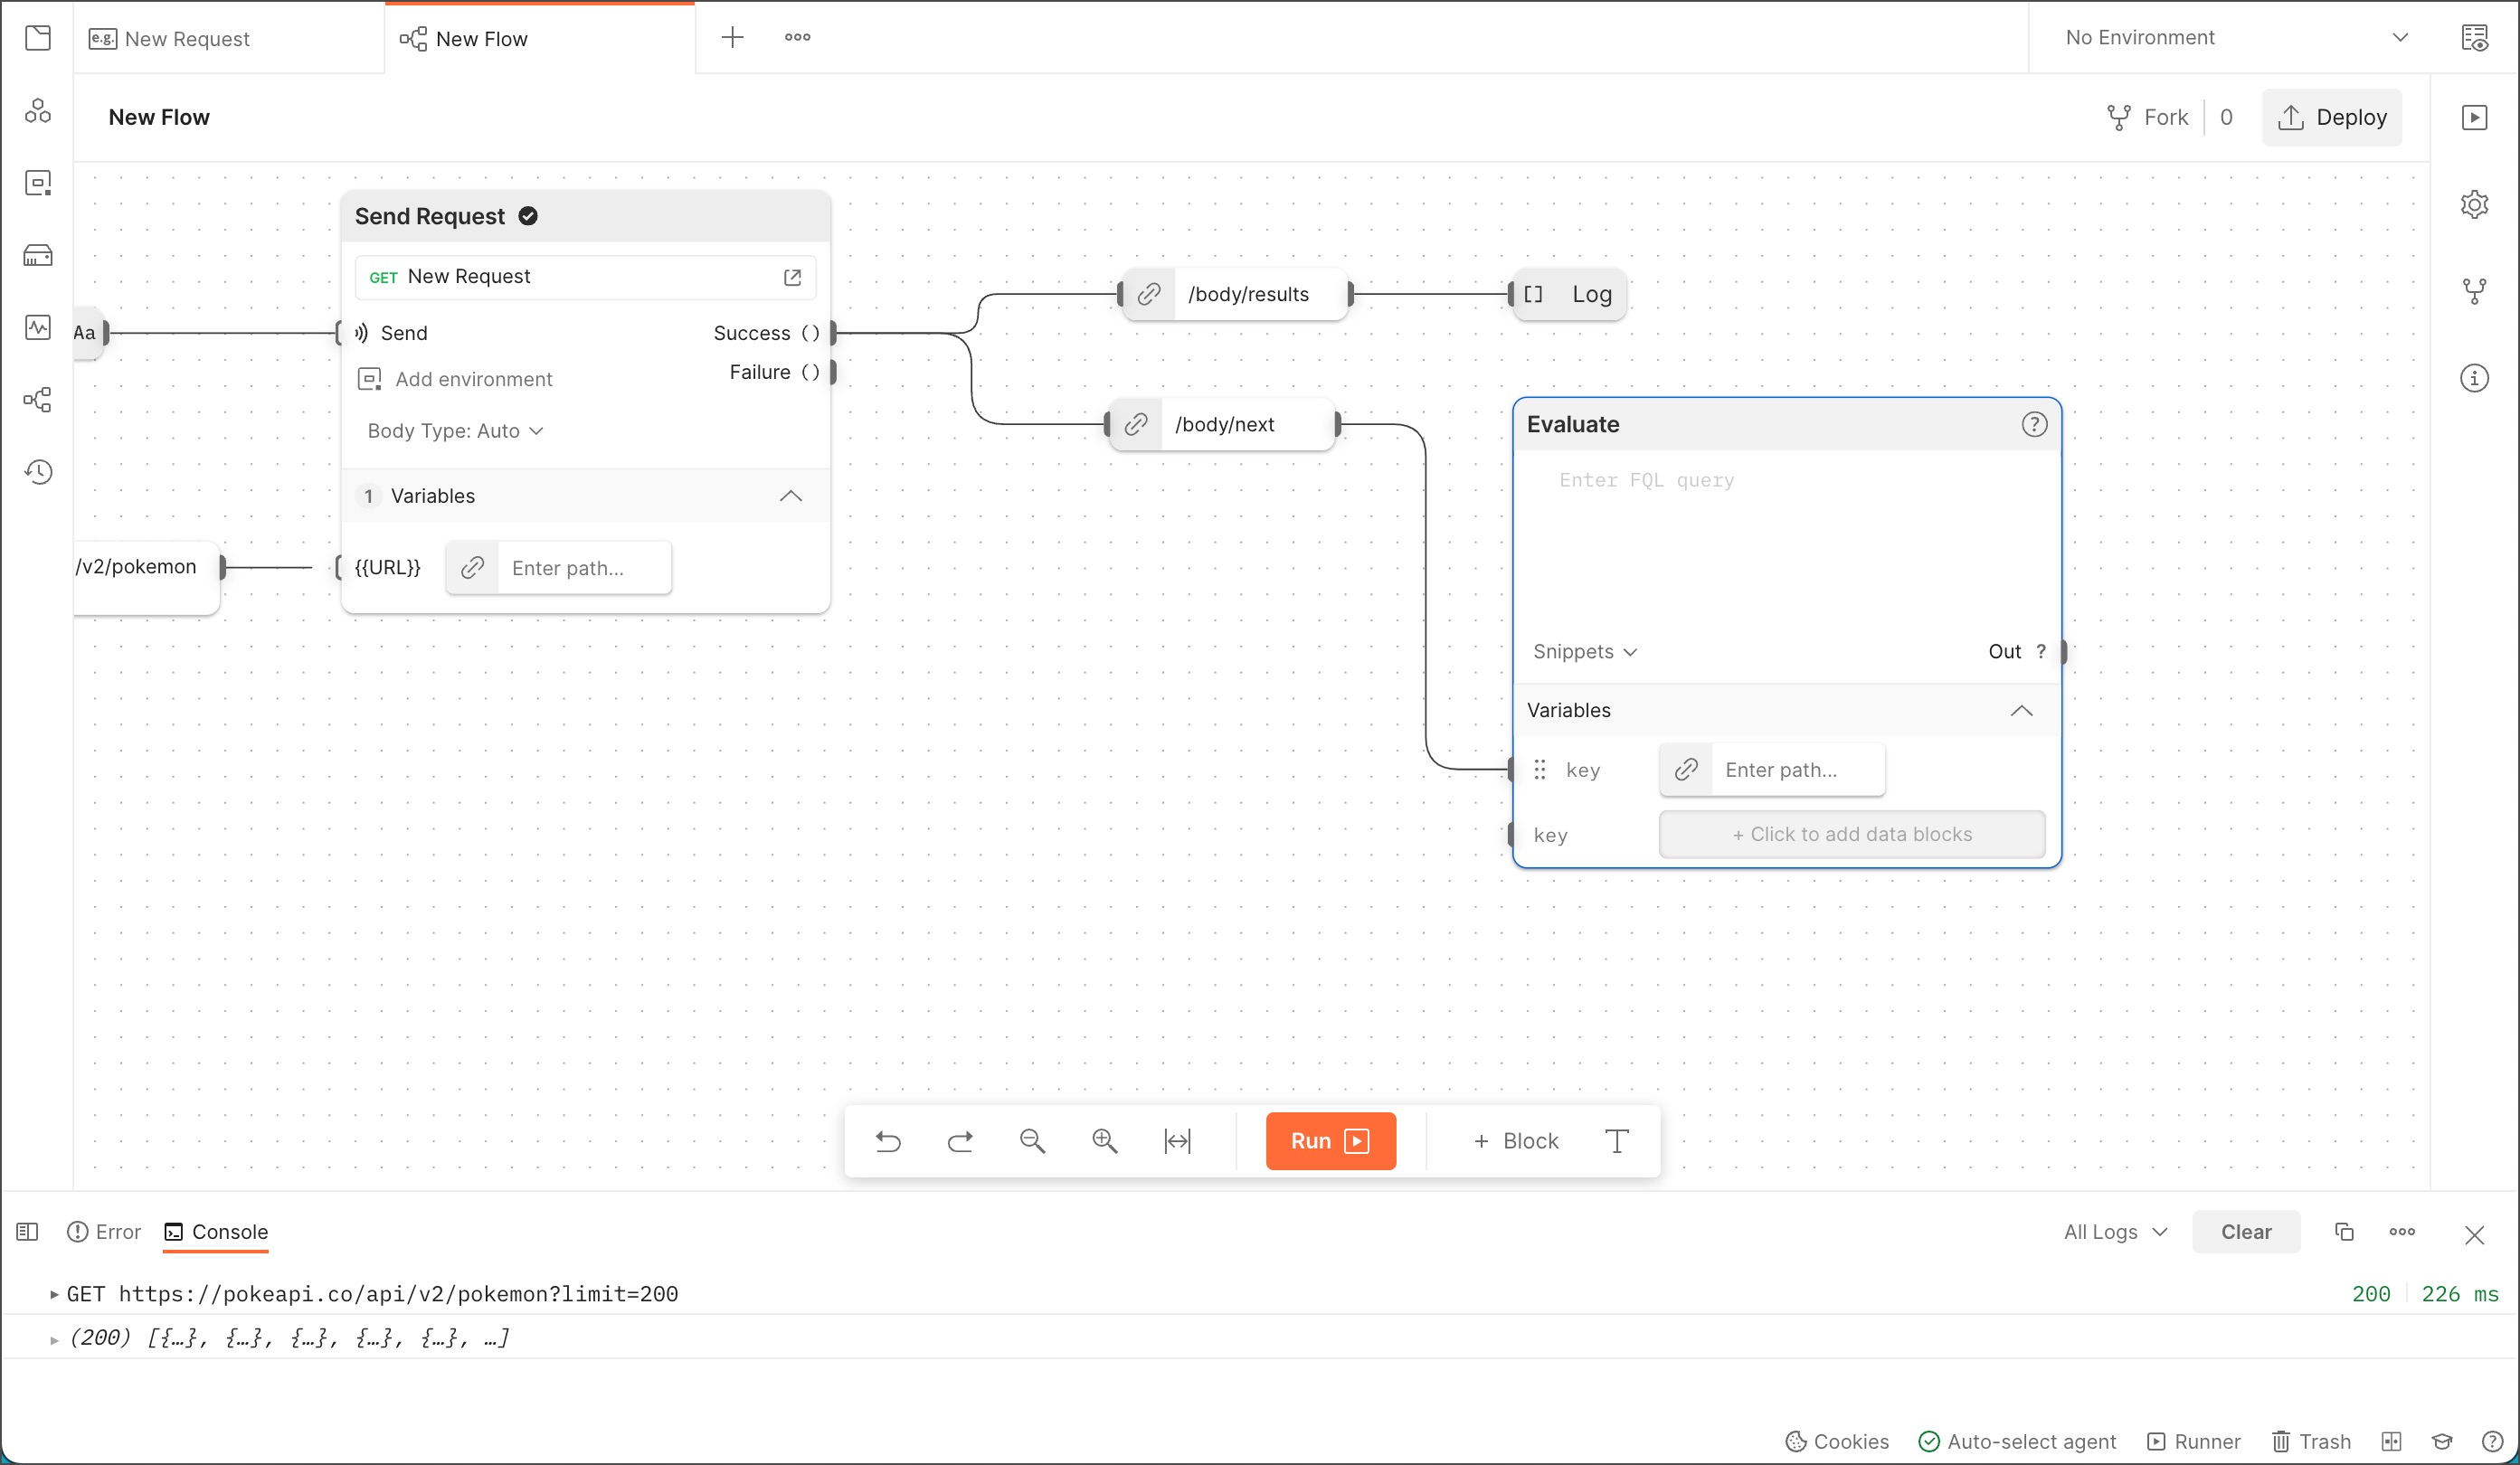 e.g. New Request
New Flow
No Environment
New Flow
Fork 0
Deploy
Send Request
GET New Request
Aa
Send
Success ()
Add environment
Failure ()
Body Type: Auto
1 Variables
/v2/pokemon
{{URL}}
Enter path...
/body/results
[] Log
/body/next
Evaluate
?
Enter FQL query
Snippets
Out ?
Variables
key
Enter path...
key
+ Click to add data blocks
Run
+ Block
T
Error
Console
All Logs
Clear
GET https://pokeapi.co/api/v2/pokemon?limit=200
200
226 ms
(200) [{…}, {…}, {…}, {…}, {…}, …]
Cookies
Auto-select agent
Runner
Trash
?